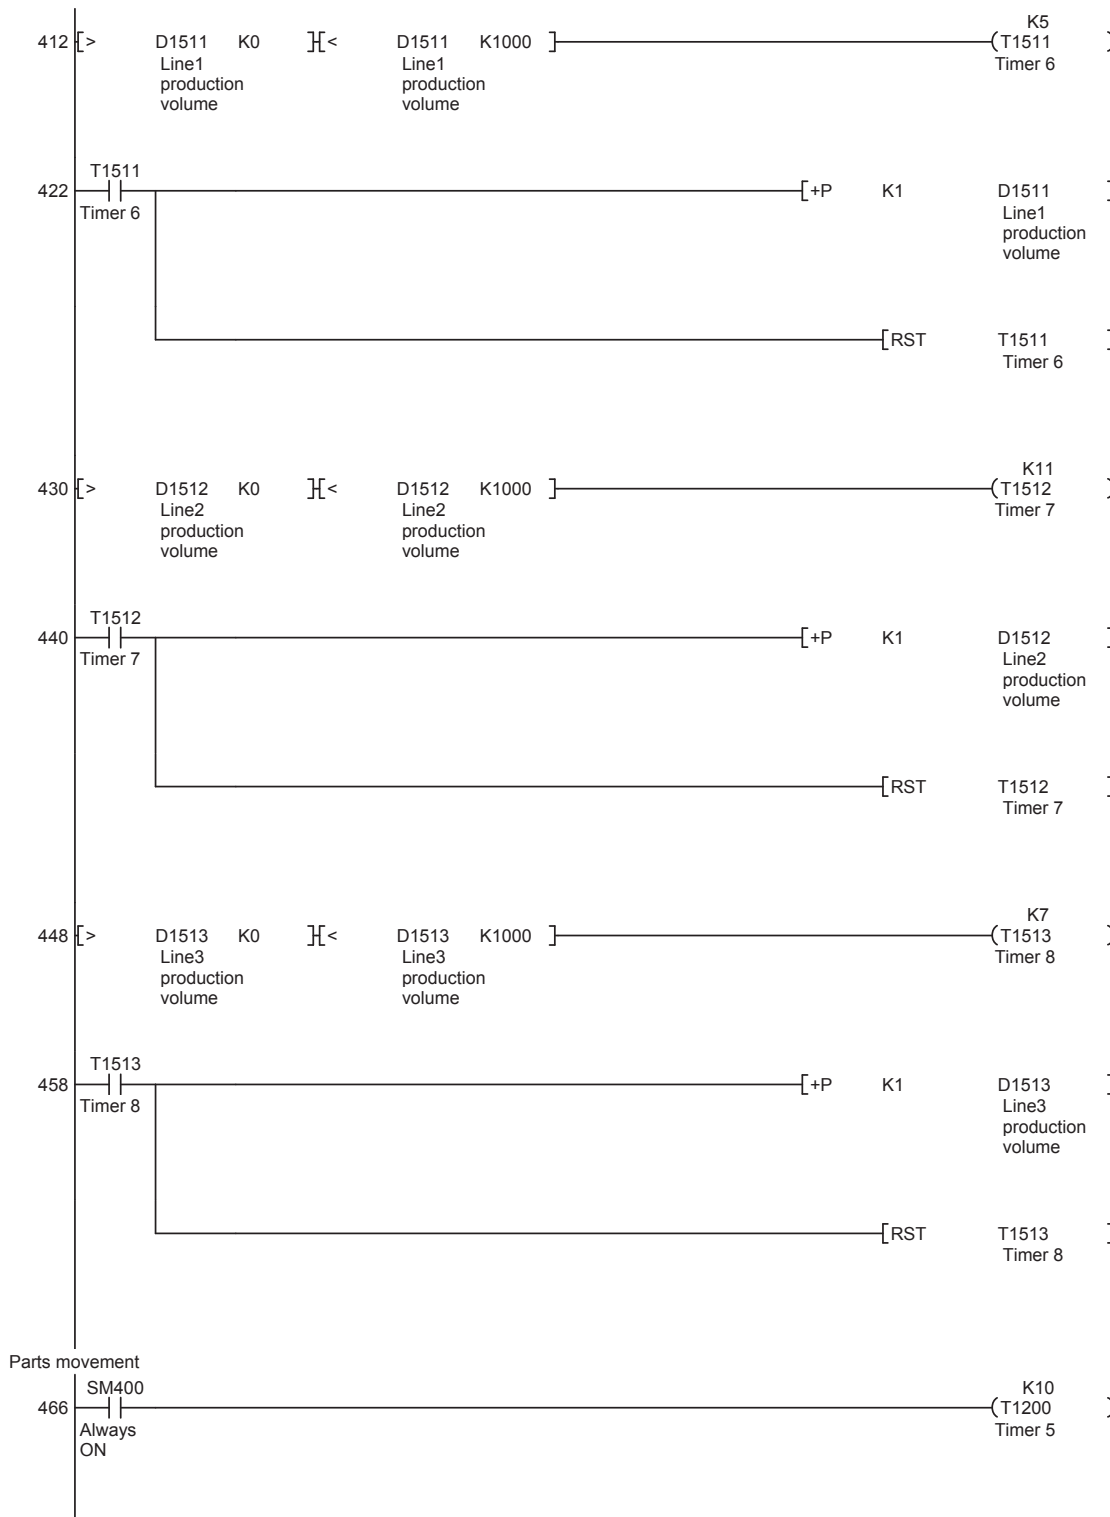 K5
412 [> D1511 K0 ][< D1511 K1000 ] (T1511 )
Line1 Line1 Timer 6
production production
volume volume
T1511
422 [+P K1 D1511 ]
Timer 6 Line1
production
volume
[RST T1511 ]
Timer 6
K11
430 [> D1512 K0 ][< D1512 K1000 ] (T1512 )
Line2 Line2 Timer 7
production production
volume volume
T1512
440 [+P K1 D1512 ]
Timer 7 Line2
production
volume
[RST T1512 ]
Timer 7
K7
448 [> D1513 K0 ][< D1513 K1000 ] (T1513 )
Line3 Line3 Timer 8
production production
volume volume
T1513
458 [+P K1 D1513 ]
Timer 8 Line3
production
volume
[RST T1513 ]
Timer 8
Parts movement
SM400 K10
466 (T1200 )
Always Timer 5
ON